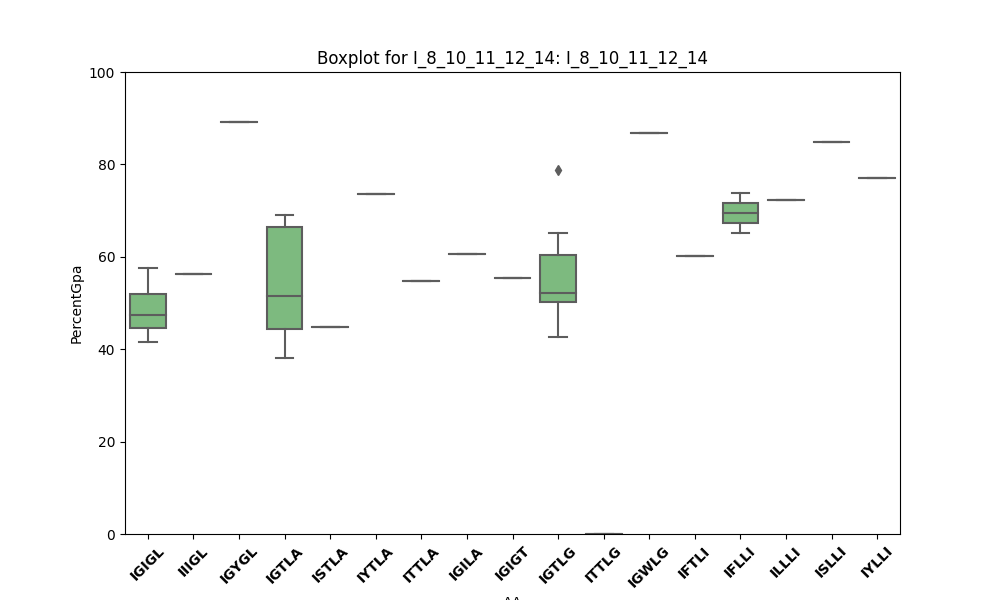 Boxplot for I_8_10_11_12_14: I_8_10_11_12_14
100
80
60
40
20
0
PercentGpa
IGIGL
IIIGL
IGYGL
IGTLA
ISTLA
IYTLA
ITTLA
IGILA
IGIGT
IGTLG
ITTLG
IGWLG
IFTLI
IFLLI
ILLLI
ISLLI
IYLLI